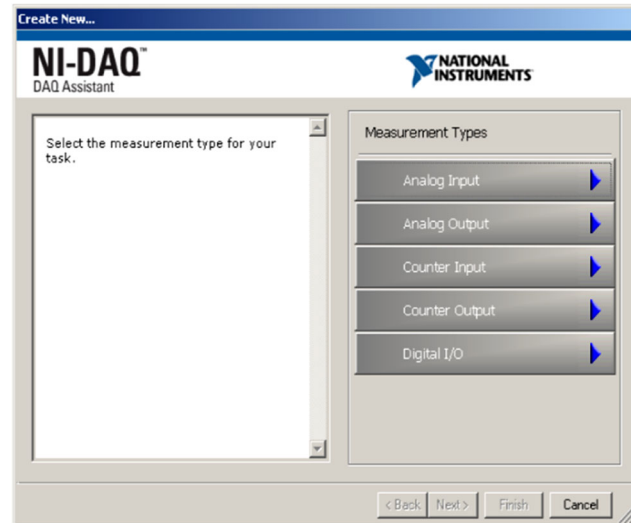 Create New...
NI-DAQ™
DAQ Assistant
NATIONAL
INSTRUMENTS
Select the measurement type for your
task.
Measurement Types
Analog Input
Analog Output
Counter Input
Counter Output
Digital I/O
< Back Next > Finish Cancel